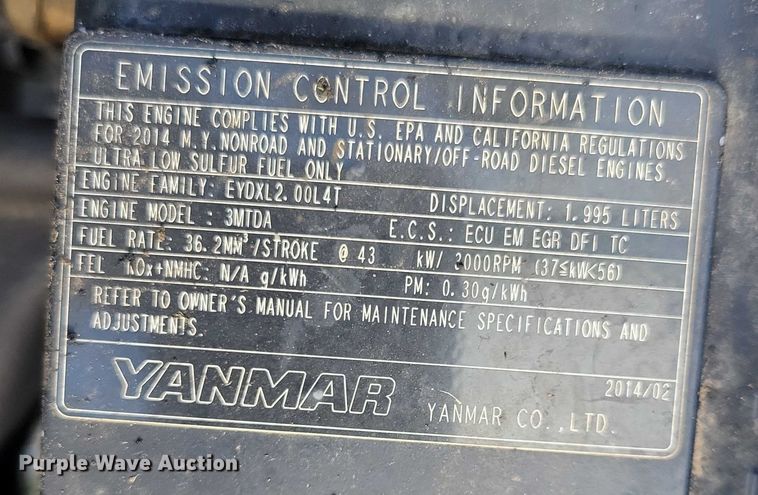 EMISSION CONTROL INFORMATION
THIS ENGINE COMPLIES WITH U.S. EPA AND CALIFORNIA REGULATIONS
FOR 2014 M.Y. NONROAD AND STATIONARY/OFF-ROAD DIESEL ENGINES.
ULTRA LOW SULFUR FUEL ONLY
ENGINE FAMILY: EYDXL2.00L4T DISPLACEMENT: 1.995 LITERS
ENGINE MODEL : 3MTDA E.C.S.: ECU EM EGR DFI TC
FUEL RATE: 36.2MM³/STROKE @ 43 kW/ 2000RPM (37≤kW<56)
FEL NOx+NMHC: N/A g/kWh PM: 0.30g/kWh
REFER TO OWNER'S MANUAL FOR MAINTENANCE SPECIFICATIONS AND
ADJUSTMENTS.
2014/02
YANMAR YANMAR CO.,LTD.
Purple Wave Auction